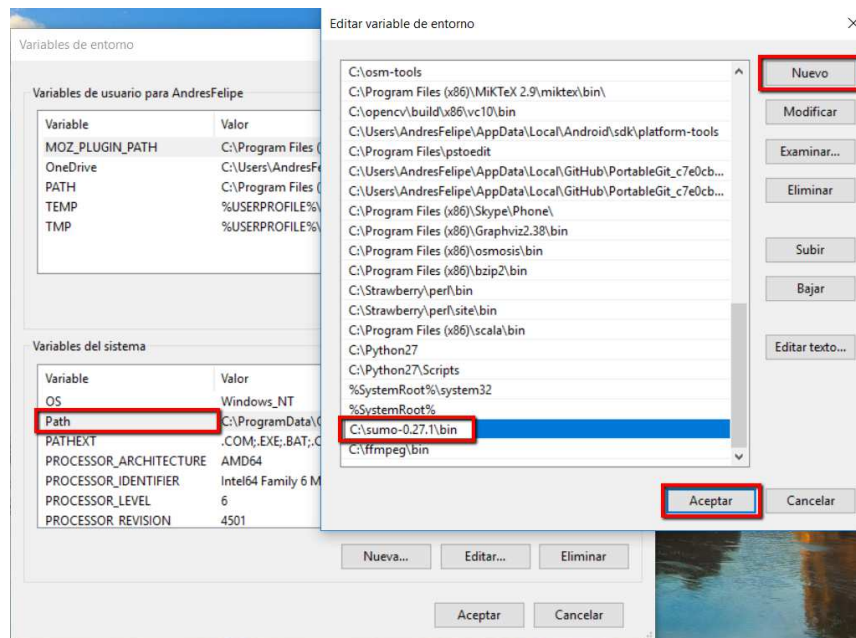 Variables de entorno
Variables de usuario para AndresFelipe
Variable Valor
MOZ_PLUGIN_PATH C:\Program Files (
OneDrive C:\Users\AndresFe
PATH C:\Program Files (
TEMP %USERPROFILE%\
TMP %USERPROFILE%\
Variables del sistema
Variable Valor
OS Windows_NT
Path C:\ProgramData\
PATHEXT .COM;.EXE;.BAT;.C
PROCESSOR_ARCHITECTURE AMD64
PROCESSOR_IDENTIFIER Intel64 Family 6 M
PROCESSOR_LEVEL 6
PROCESSOR REVISION 4501
Nueva... Editar... Eliminar
Aceptar Cancelar
Editar variable de entorno
C:\osm-tools
C:\Program Files (x86)\MiKTeX 2.9\miktex\bin\
C:\opencv\build\x86\vc10\bin
C:\Users\AndresFelipe\AppData\Local\Android\sdk\platform-tools
C:\Program Files\pstoedit
C:\Users\AndresFelipe\AppData\Local\GitHub\PortableGit_c7e0cb...
C:\Users\AndresFelipe\AppData\Local\GitHub\PortableGit_c7e0cb...
C:\Program Files (x86)\Skype\Phone\
C:\Program Files (x86)\Graphviz2.38\bin
C:\Program Files (x86)\osmosis\bin
C:\Program Files (x86)\bzip2\bin
C:\Strawberry\perl\bin
C:\Strawberry\perl\site\bin
C:\Program Files (x86)\scala\bin
C:\Python27
C:\Python27\Scripts
%SystemRoot%\system32
%SystemRoot%
C:\sumo-0.27.1\bin
C:\ffmpeg\bin
Nuevo
Modificar
Examinar...
Eliminar
Subir
Bajar
Editar texto...
Aceptar Cancelar